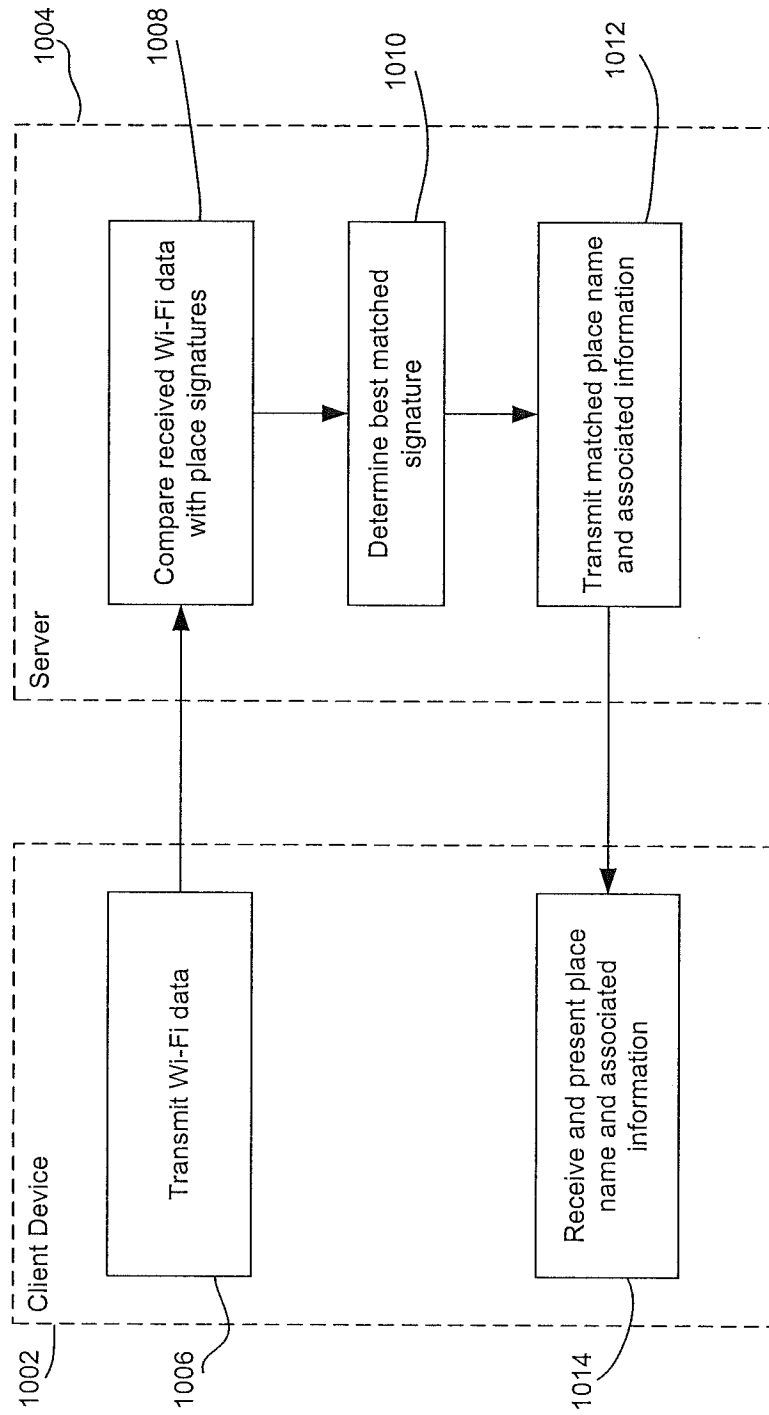 1002
Client Device
1006
Transmit Wi-Fi data
1014
Receive and present place
name and associated
information
1004
Server
1008
Compare received Wi-Fi data
with place signatures
1010
Determine best matched
signature
1012
Transmit matched place name
and associated information